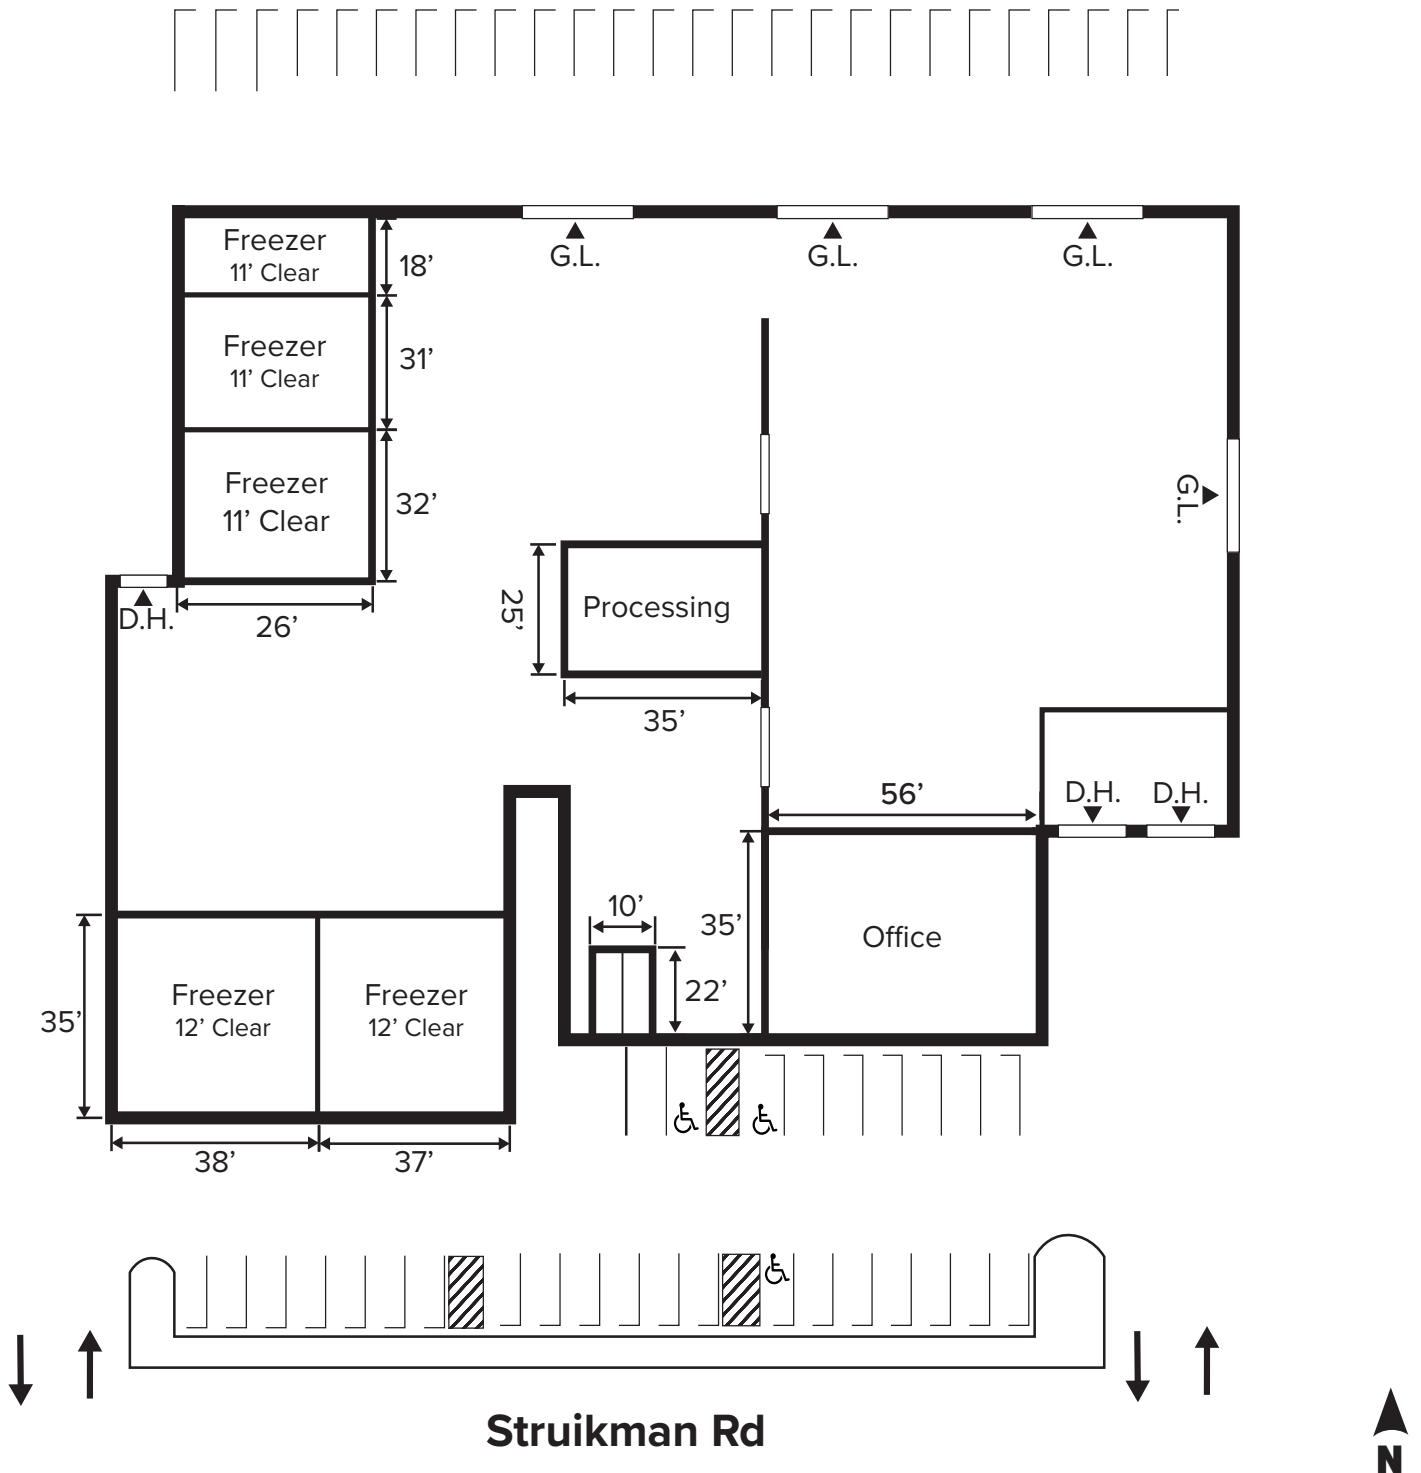 Freezer
11’ Clear
18’
G.L.
G.L.
G.L.
Freezer
11’ Clear
31’
Freezer
11’ Clear
32’
G.L.
D.H.
26’
25’
Processing
35’
56’
D.H.
D.H.
10’
35’
Office
22’
Freezer
12’ Clear
Freezer
12’ Clear
35’
38’
37’
Struikman Rd
N